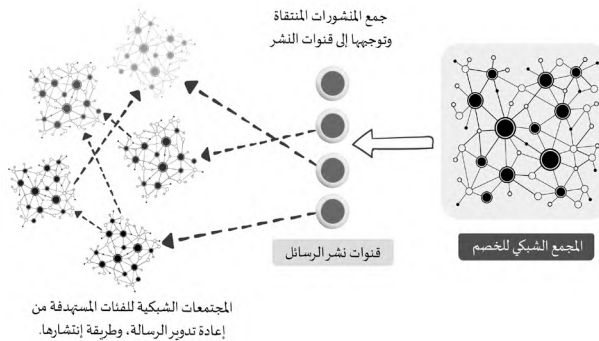 جمع المنشورات المنتقاة
وتوجيهها إلى قنوات النشر
المجمع الشبكي للخصم
قنوات نشر الرسائل
المجتمعات الشبكية للفئات المستهدفة من
إعادة تدوير الرسالة، وطريقة إنتشارها.